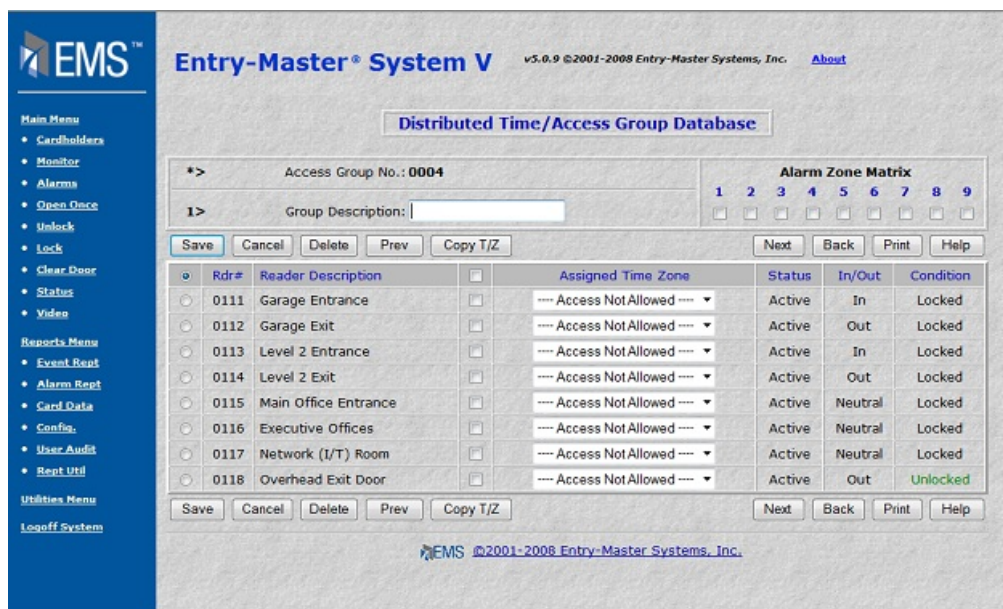 EMS™
Entry-Master® System V
v5.0.9 ©2001-2008 Entry-Master Systems, Inc.
About
Main Menu
Cardholders
Monitor
Alarms
Open Once
Unlock
Lock
Clear Door
Status
Video
Reports Menu
Event Rept
Alarm Rept
Card Data
Config.
User Audit
Rept Util
Utilities Menu
Logoff System
Distributed Time/Access Group Database
*> Access Group No.: 0004
Alarm Zone Matrix
1 2 3 4 5 6 7 8 9
1> Group Description:
Save Cancel Delete Prev Copy T/Z Next Back Print Help
Rdr# Reader Description Assigned Time Zone Status In/Out Condition
0111 Garage Entrance ---- Access Not Allowed ---- Active In Locked
0112 Garage Exit ---- Access Not Allowed ---- Active Out Locked
0113 Level 2 Entrance ---- Access Not Allowed ---- Active In Locked
0114 Level 2 Exit ---- Access Not Allowed ---- Active Out Locked
0115 Main Office Entrance ---- Access Not Allowed ---- Active Neutral Locked
0116 Executive Offices ---- Access Not Allowed ---- Active Neutral Locked
0117 Network (I/T) Room ---- Access Not Allowed ---- Active Neutral Locked
0118 Overhead Exit Door ---- Access Not Allowed ---- Active Out Unlocked
Save Cancel Delete Prev Copy T/Z Next Back Print Help
EMS ©2001-2008 Entry-Master Systems, Inc.